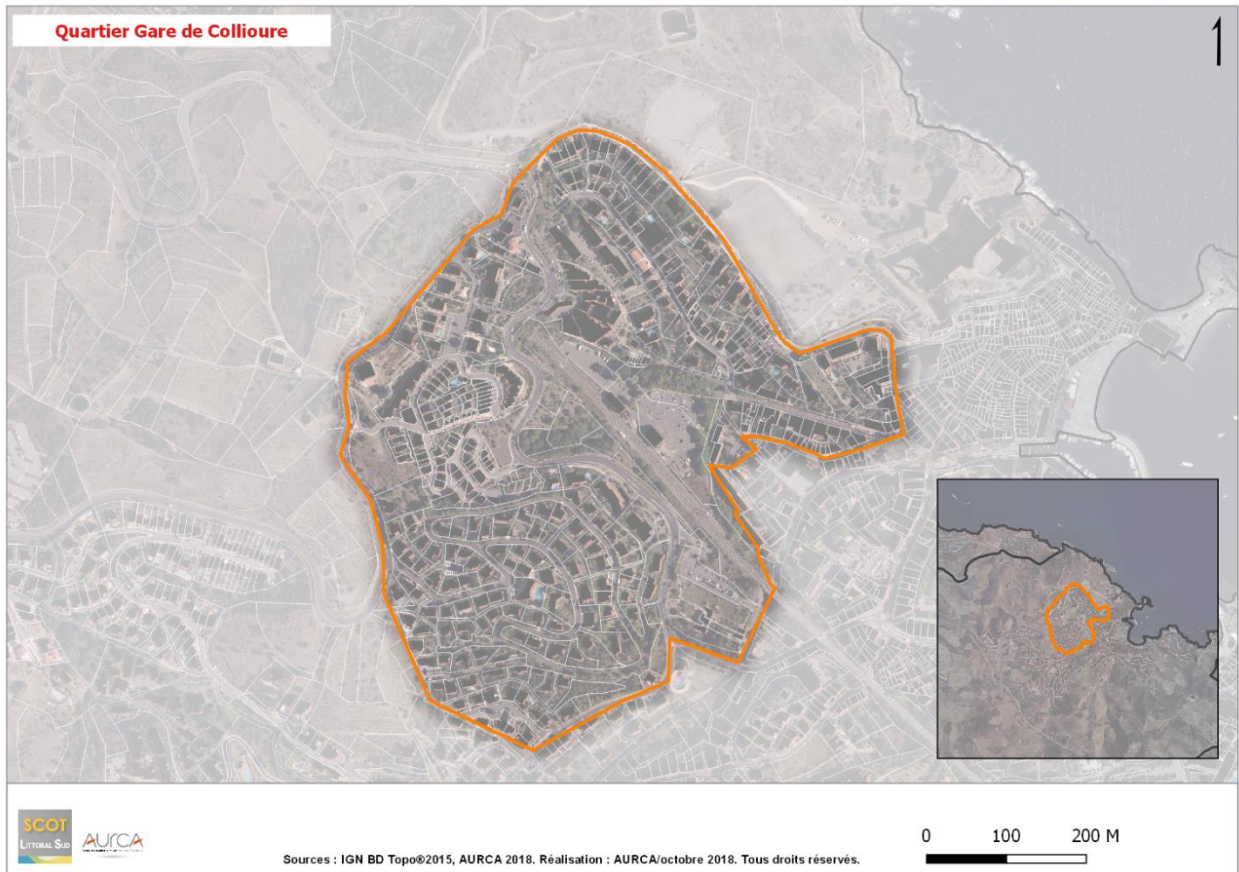 Quartier Gare de Collioure
SCOT
LITTORAL SUD
AURCA
Sources : IGN BD Topo®2015, AURCA 2018. Réalisation : AURCA/octobre 2018. Tous droits réservés.
0 100 200 M